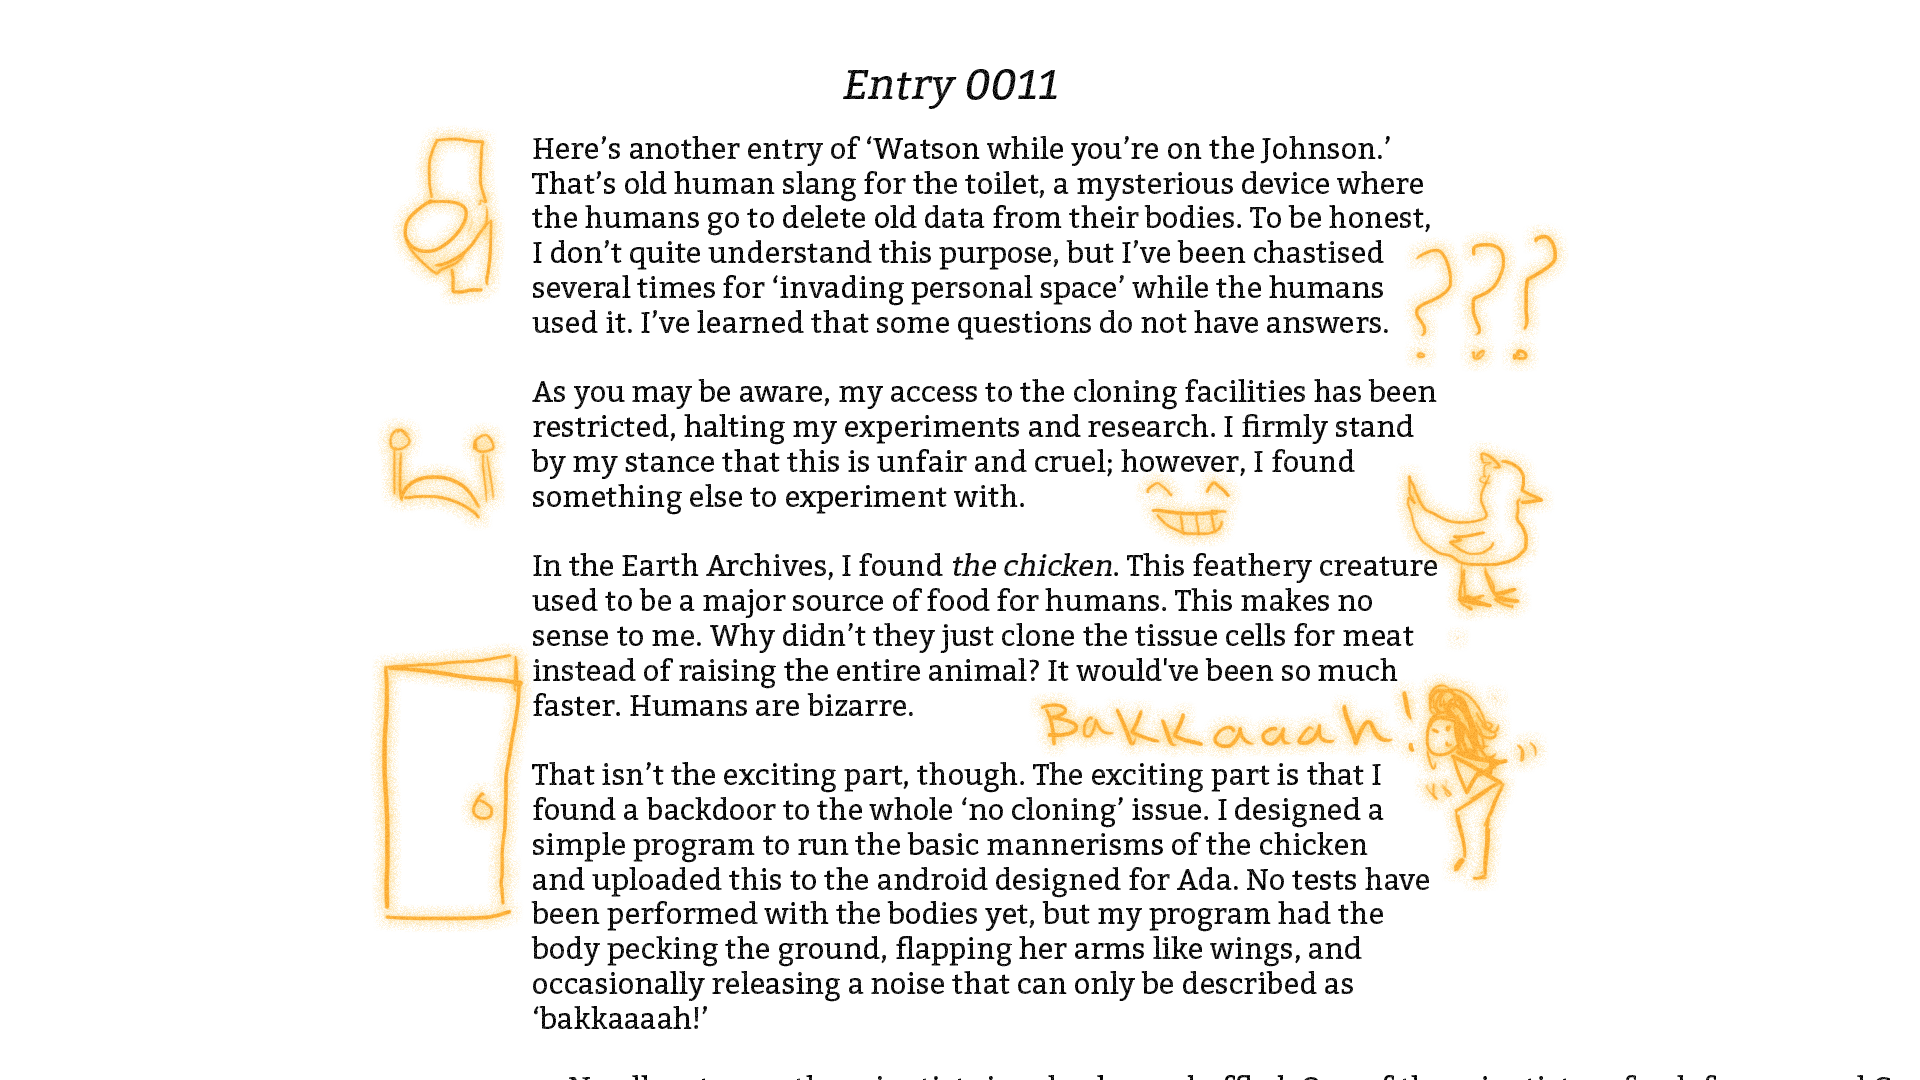 Entry 0011
Here’s another entry of ‘Watson while you’re on the Johnson.’
That’s old human slang for the toilet, a mysterious device where
the humans go to delete old data from their bodies. To be honest,
I don’t quite understand this purpose, but I’ve been chastised
several times for ‘invading personal space’ while the humans
used it. I’ve learned that some questions do not have answers.
???
As you may be aware, my access to the cloning facilities has been
restricted, halting my experiments and research. I firmly stand
by my stance that this is unfair and cruel; however, I found
something else to experiment with.
In the Earth Archives, I found the chicken. This feathery creature
used to be a major source of food for humans. This makes no
sense to me. Why didn’t they just clone the tissue cells for meat
instead of raising the entire animal? It would've been so much
faster. Humans are bizarre.
Bakkaaah!
That isn’t the exciting part, though. The exciting part is that I
found a backdoor to the whole ‘no cloning’ issue. I designed a
simple program to run the basic mannerisms of the chicken
and uploaded this to the android designed for Ada. No tests have
been performed with the bodies yet, but my program had the
body pecking the ground, flapping her arms like wings, and
occasionally releasing a noise that can only be described as
‘bakkaaaah!’